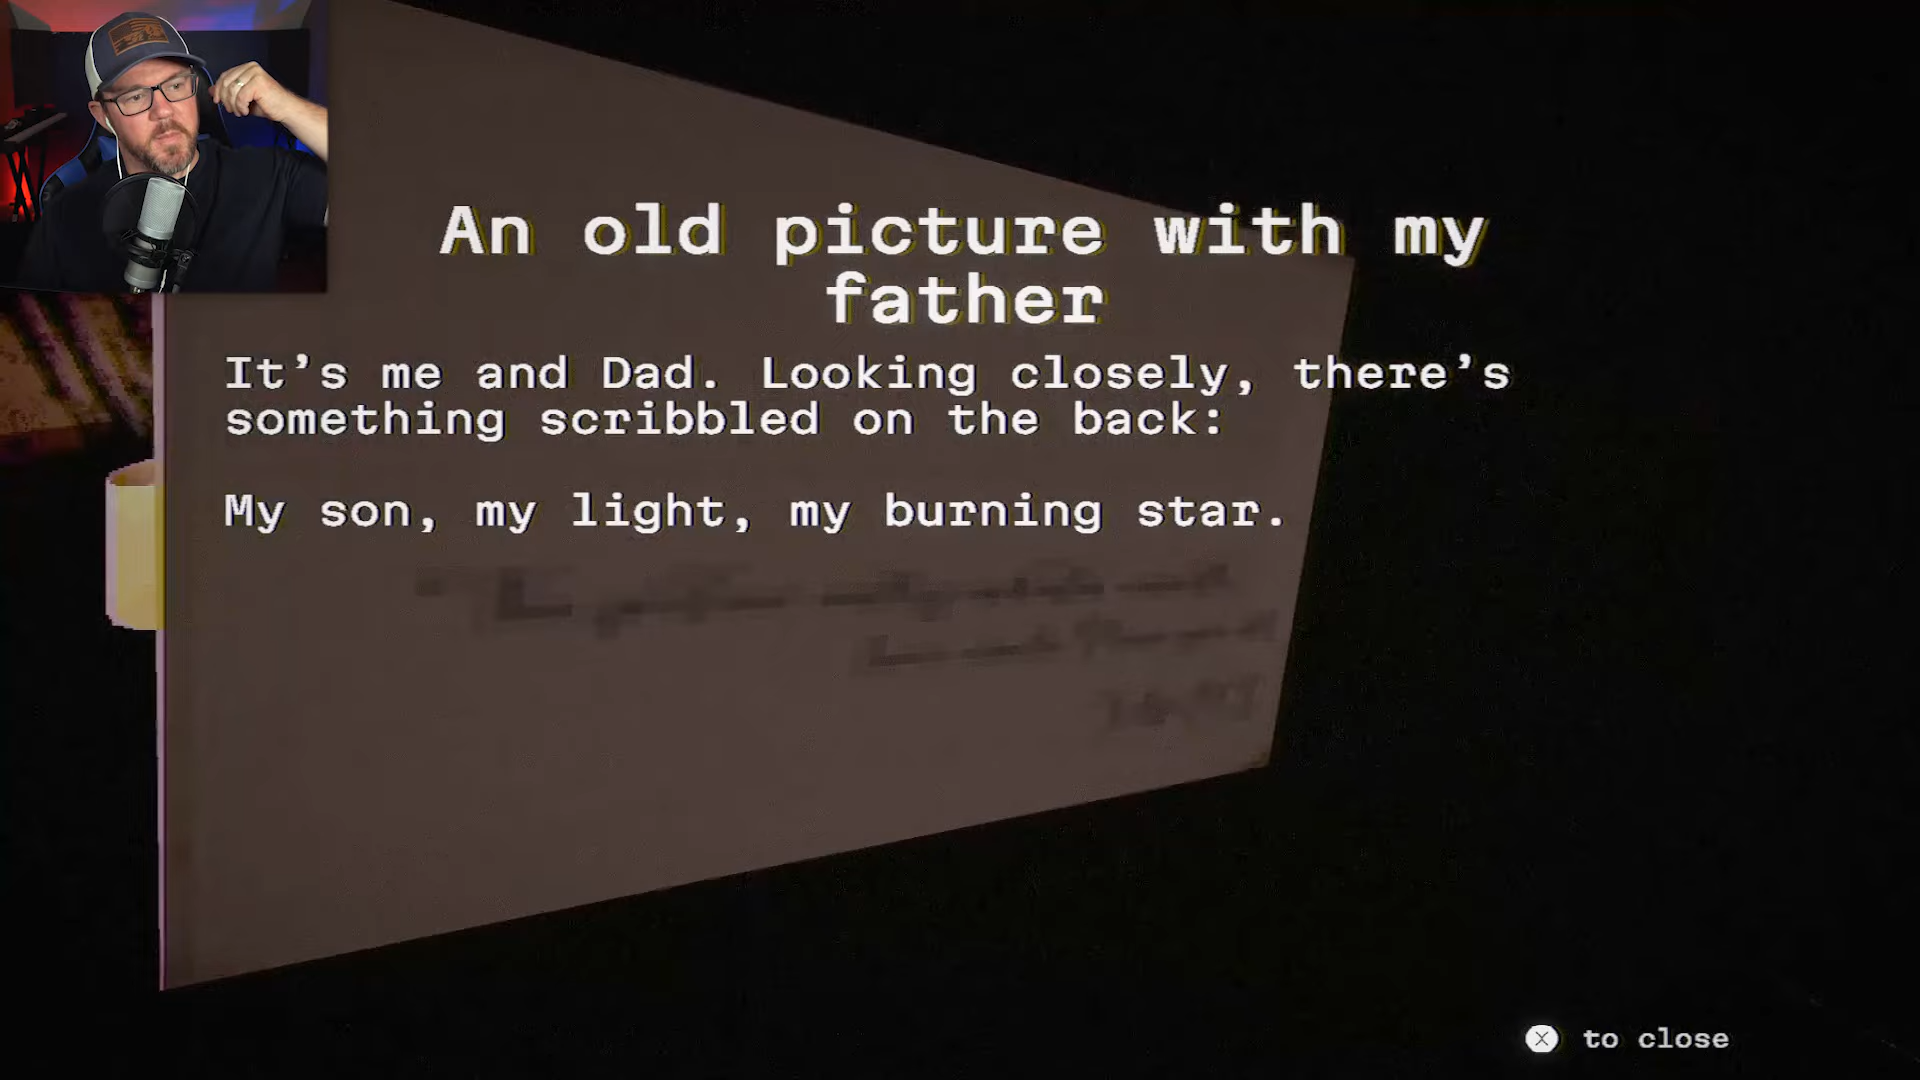 An old picture with my
father
It’s me and Dad. Looking closely, there’s
something scribbled on the back:
My son, my light, my burning star.
to close